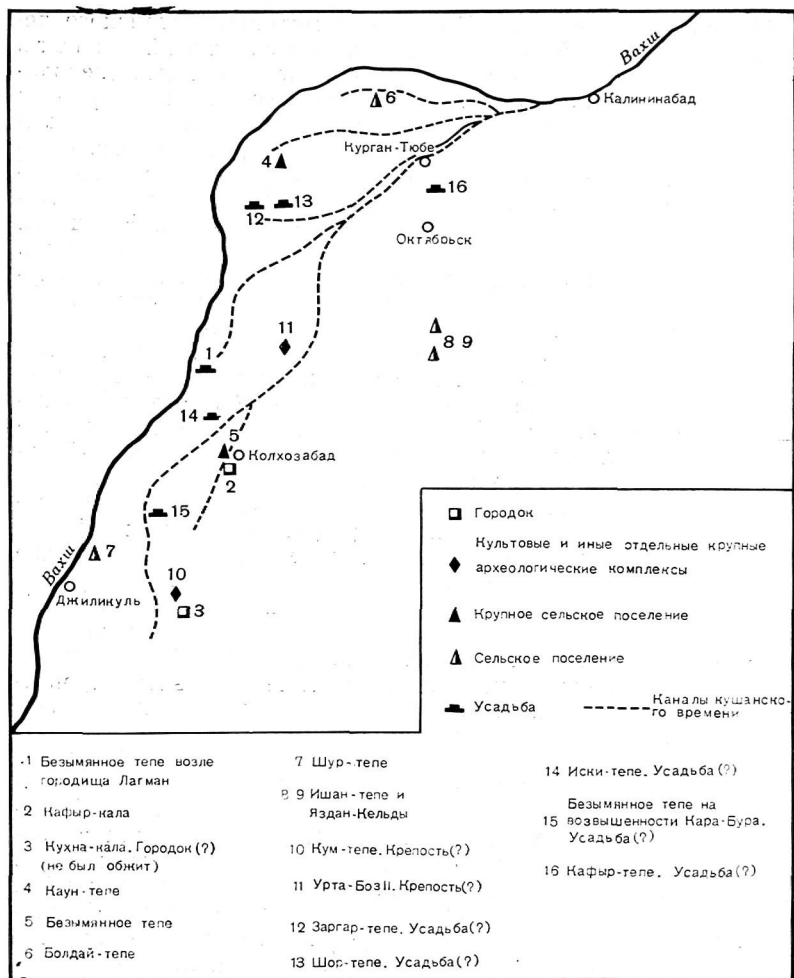 Вахш
Калининабад
6
Курган-Тюбе
4
16
13
12
Октябрьск
11
8 9
1
14
5
Колхозабад
2
15
7
Вахш
10
Джиликуль
3
Городок
Культовые и иные отдельные крупные
археологические комплексы
Крупное сельское поселение
Сельское поселение
Усадьба
Каналы кушанско-
го времени
1 Безымянное тепе возле
городища Лагман
2 Кафыр-кала
3 Кухна-кала. Городок (?)
(не был обжит)
4 Каун-тепе
5 Безымянное тепе
6 Болдай-тепе
7 Шур-тепе
8 9 Ишан-тепе и
Яздан-Кельды
10 Кум-тепе. Крепость(?)
11 Урта-Боз II. Крепость(?)
12 Заргар-тепе. Усадьба(?)
13 Шор-тепе. Усадьба(?)
14 Иски-тепе. Усадьба(?)
Безымянное тепе на
15 возвышенности Кара-Бура.
Усадьба(?)
16 Кафыр-тепе. Усадьба(?)